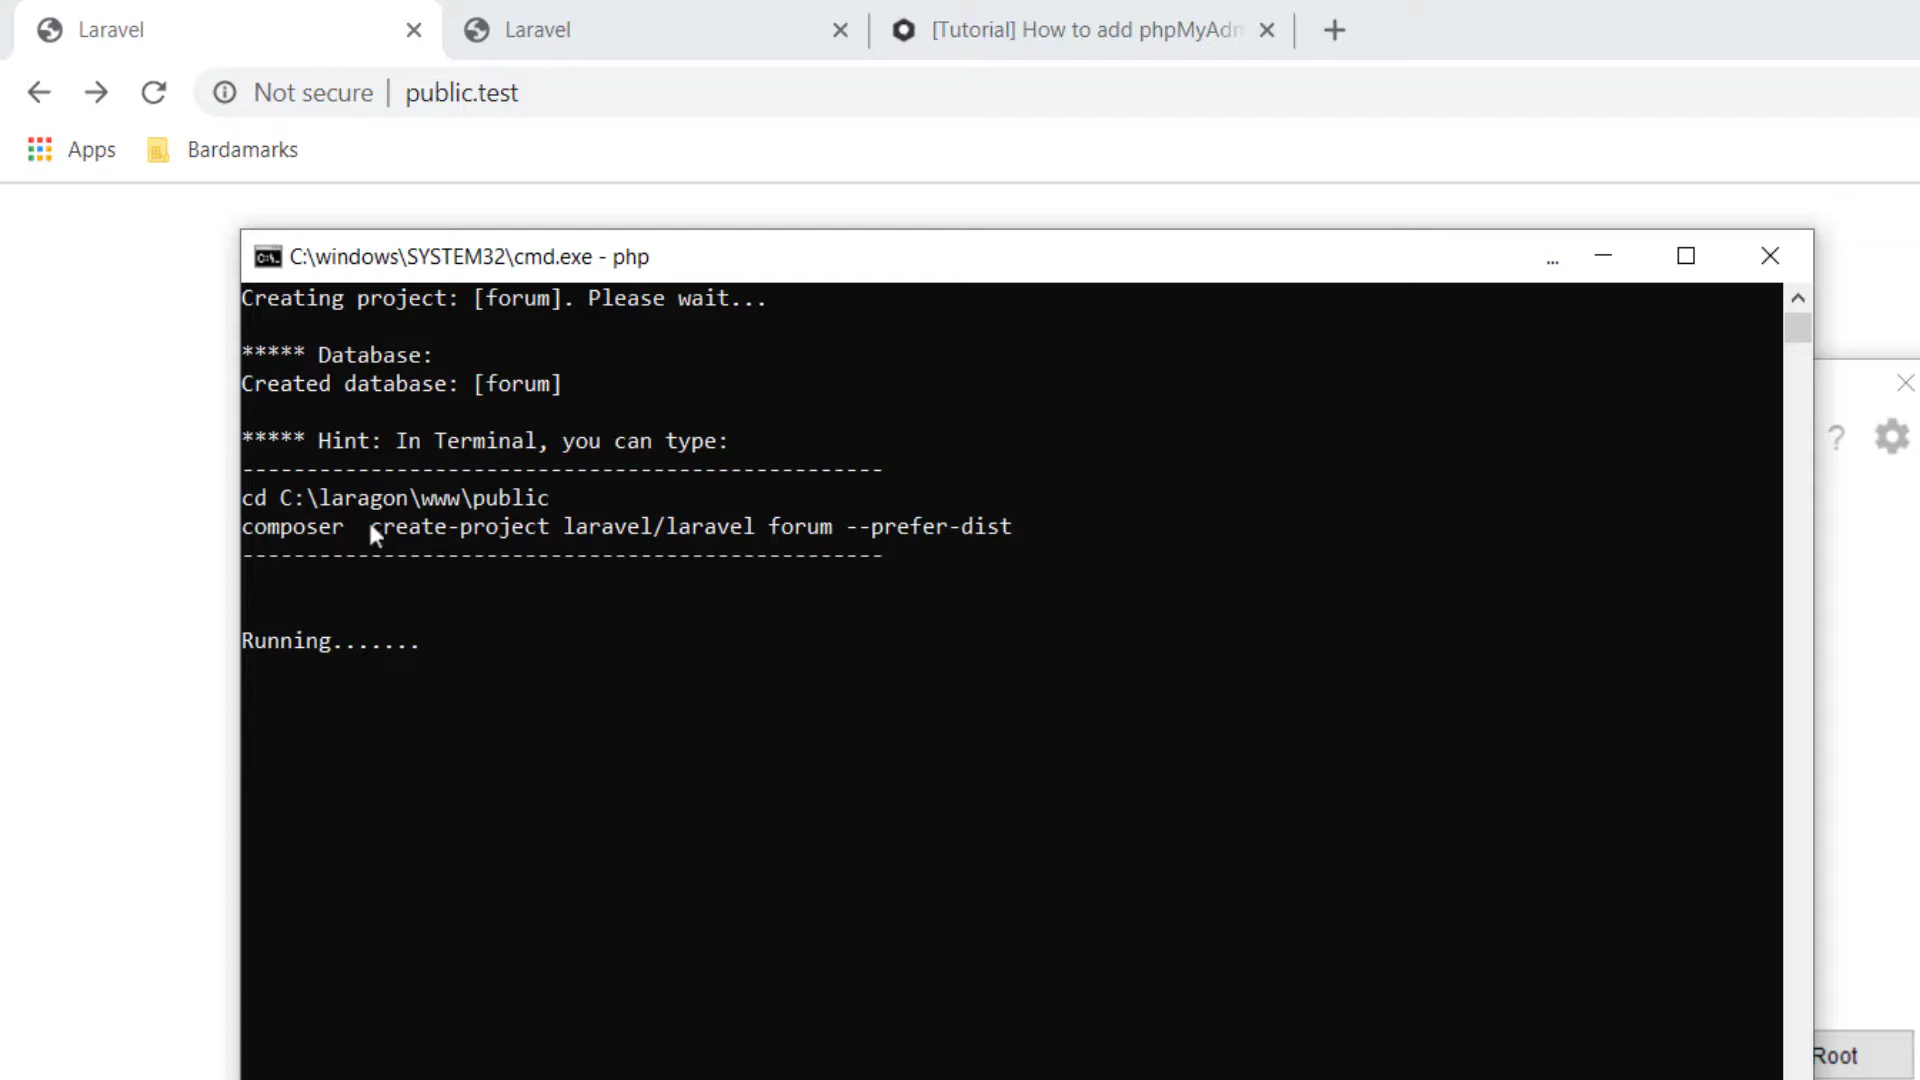 Laravel
Laravel
[Tutorial] How to add phpMyAdm
Not secure | public.test
Apps
Bardamarks
C:\windows\SYSTEM32\cmd.exe - php
...
Creating project: [forum]. Please wait...
***** Database:
Created database: [forum]
***** Hint: In Terminal, you can type:
--------------------------------------------------
cd C:\laragon\www\public
composer  create-project laravel/laravel forum --prefer-dist
--------------------------------------------------
Running.......
?
Root